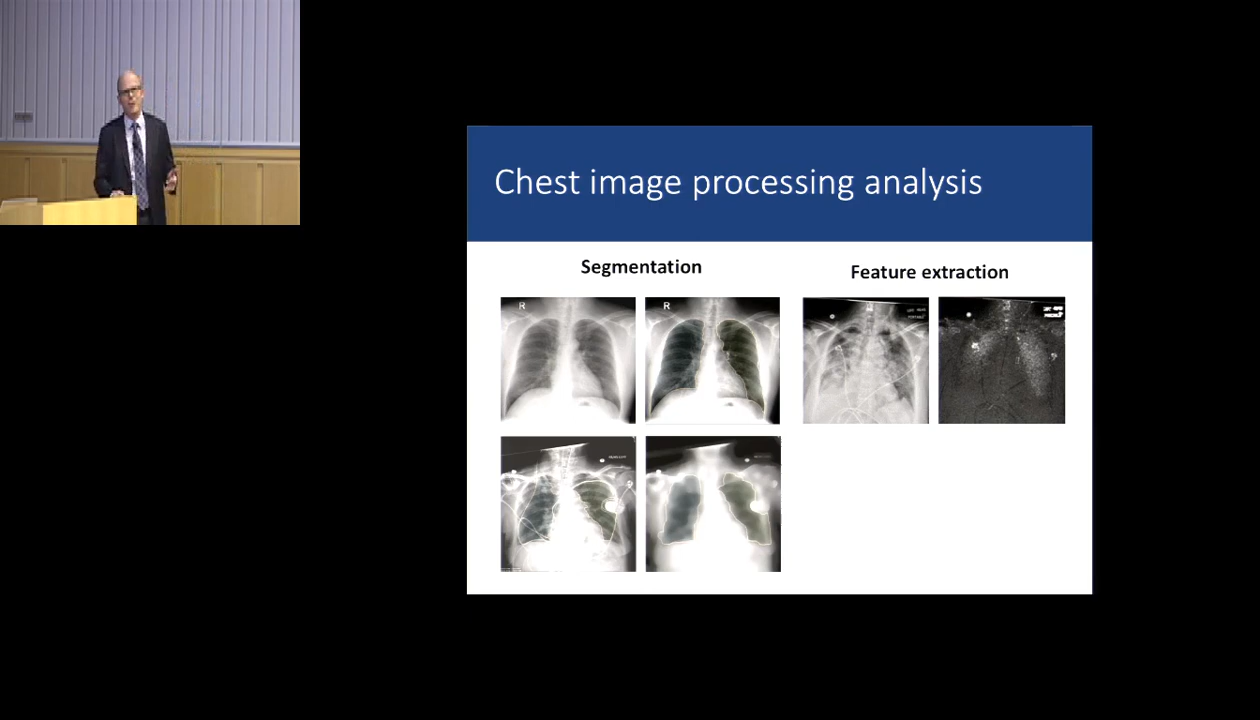 Chest image processing analysis
Segmentation
Feature extraction
R
R